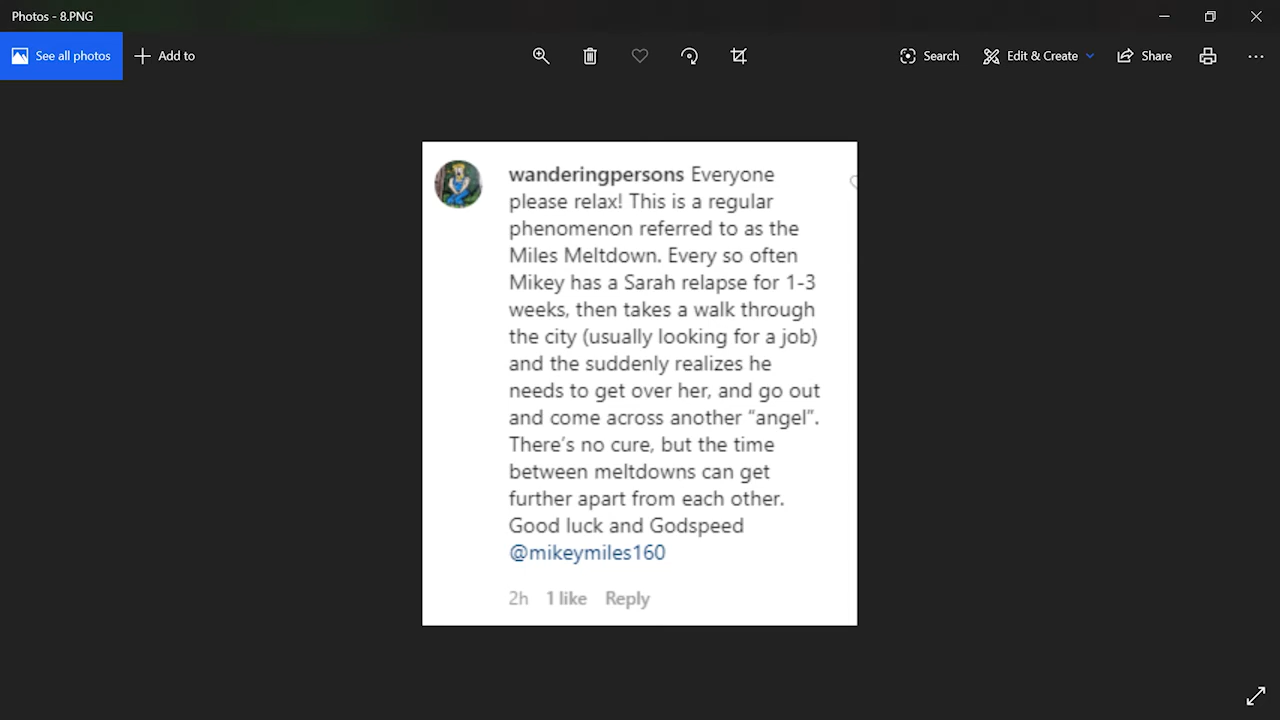 Photos - 8.PNG
See all photos
Add to
Search
Edit & Create
Share
wanderingpersons Everyone
please relax! This is a regular
phenomenon referred to as the
Miles Meltdown. Every so often
Mikey has a Sarah relapse for 1-3
weeks, then takes a walk through
the city (usually looking for a job)
and the suddenly realizes he
needs to get over her, and go out
and come across another “angel”.
There's no cure, but the time
between meltdowns can get
further apart from each other.
Good luck and Godspeed
@mikeymiles160
2h 1 like Reply